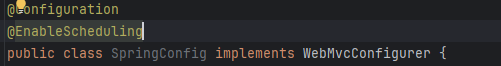 @Configuration
@EnableScheduling
public class SpringConfig implements WebMvcConfigurer {